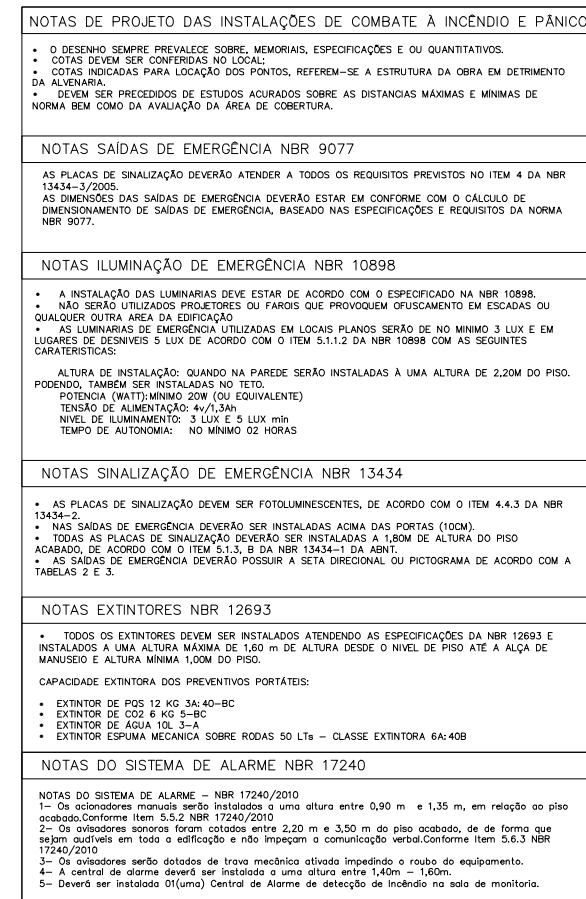 NOTAS DE PROJETO DAS INSTALAÇÕES DE COMBATE À INCÊNDIO E PÂNICO
• O DESENHO SEMPRE PREVALECE SOBRE, MEMORIAIS, ESPECIFICAÇÕES E OU QUANTITATIVOS.
• COTAS DEVEM SER CONFERIDAS NO LOCAL;
• COTAS INDICADAS PARA LOCAÇÃO DOS PONTOS, REFEREM-SE A ESTRUTURA DA OBRA EM DETRIMENTO
DA ALVENARIA.
• DEVEM SER PRECEDIDOS DE ESTUDOS ACURADOS SOBRE AS DISTANCIAS MÁXIMAS E MÍNIMAS DE
NORMA BEM COMO DA AVALIAÇÃO DA ÁREA DE COBERTURA.
NOTAS SAÍDAS DE EMERGÊNCIA NBR 9077
AS PLACAS DE SINALIZAÇÃO DEVERÃO ATENDER A TODOS OS REQUISITOS PREVISTOS NO ITEM 4 DA NBR
13434-3/2005.
AS DIMENSÕES DAS SAÍDAS DE EMERGÊNCIA DEVERÃO ESTAR EM CONFORME COM O CÁLCULO DE
DIMENSIONAMENTO DE SAÍDAS DE EMERGÊNCIA, BASEADO NAS ESPECIFICAÇÕES E REQUISITOS DA NORMA
NBR 9077.
NOTAS ILUMINAÇÃO DE EMERGÊNCIA NBR 10898
• A INSTALAÇÃO DAS LUMINARIAS DEVE ESTAR DE ACORDO COM O ESPECIFICADO NA NBR 10898.
• NÃO SERÃO UTILIZADOS PROJETORES OU FAROIS QUE PROVOQUEM OFUSCAMENTO EM ESCADAS OU
QUALQUER OUTRA AREA DA EDIFICAÇÃO
• AS LUMINARIAS DE EMERGÊNCIA UTILIZADAS EM LOCAIS PLANOS SERÃO DE NO MINIMO 3 LUX E EM
LUGARES DE DESNIVEIS 5 LUX DE ACORDO COM O ITEM 5.1.1.2 DA NBR 10898 COM AS SEGUINTES
CARATERISTICAS:
ALTURA DE INSTALAÇÃO: QUANDO NA PAREDE SERÃO INSTALADAS À UMA ALTURA DE 2,20M DO PISO.
PODENDO, TAMBÉM SER INSTALADAS NO TETO.
POTENCIA (WATT): MÍNIMO 20W (OU EQUIVALENTE)
TENSÃO DE ALIMENTAÇÃO: 4v/1,3Ah
NIVEL DE ILUMINAMENTO: 3 LUX E 5 LUX min
TEMPO DE AUTONOMIA: NO MÍNIMO 02 HORAS
NOTAS SINALIZAÇÃO DE EMERGÊNCIA NBR 13434
• AS PLACAS DE SINALIZAÇÃO DEVEM SER FOTOLUMINESCENTES, DE ACORDO COM O ITEM 4.4.3 DA NBR
13434-2.
• NAS SAÍDAS DE EMERGÊNCIA DEVERÃO SER INSTALADAS ACIMA DAS PORTAS (10CM).
• TODAS AS PLACAS DE SINALIZAÇÃO DEVERÃO SER INSTALADAS A 1,80M DE ALTURA DO PISO
ACABADO, DE ACORDO COM O ITEM 5.1.3, B DA NBR 13434-1 DA ABNT.
• AS SAÍDAS DE EMERGÊNCIA DEVERÃO POSSUIR A SETA DIRECIONAL OU PICTOGRAMA DE ACORDO COM A
TABELAS 2 E 3.
NOTAS EXTINTORES NBR 12693
• TODOS OS EXTINTORES DEVEM SER INSTALADOS ATENDENDO AS ESPECIFICAÇÕES DA NBR 12693 E
INSTALADOS A UMA ALTURA MÁXIMA DE 1,60 m DE ALTURA DESDE O NIVEL DE PISO ATÉ A ALÇA DE
MANUSEIO E ALTURA MÍNIMA 1,00M DO PISO.
CAPACIDADE EXTINTORA DOS PREVENTIVOS PORTÁTEIS:
• EXTINTOR DE PQS 12 KG 3A: 40-BC
• EXTINTOR DE CO2 6 KG 5-BC
• EXTINTOR DE ÁGUA 10L 3-A
• EXTINTOR ESPUMA MECANICA SOBRE RODAS 50 LTs - CLASSE EXTINTORA 6A: 40B
NOTAS DO SISTEMA DE ALARME NBR 17240
NOTAS DO SISTEMA DE ALARME - NBR 17240/2010
1- Os acionadores manuais serão instalados a uma altura entre 0,90 m e 1,35 m, em relação ao piso
acabado.Conforme Item 5.5.2 NBR 17240/2010
2- Os avisadores sonoros foram cotados entre 2,20 m e 3,50 m do piso acabado, de de forma que
sejam audíveis em toda a edificação e não impeçam a comunicação verbal.Conforme Item 5.6.3 NBR
17240/2010
3- Os avisadores serão dotados de trava mecânica ativada impedindo o roubo do equipamento.
4- A central de alarme deverá ser instalada a uma altura entre 1,40m - 1,60m.
5- Deverá ser instalada 01(uma) Central de Alarme de detecção de Incêndio na sala de monitoria.